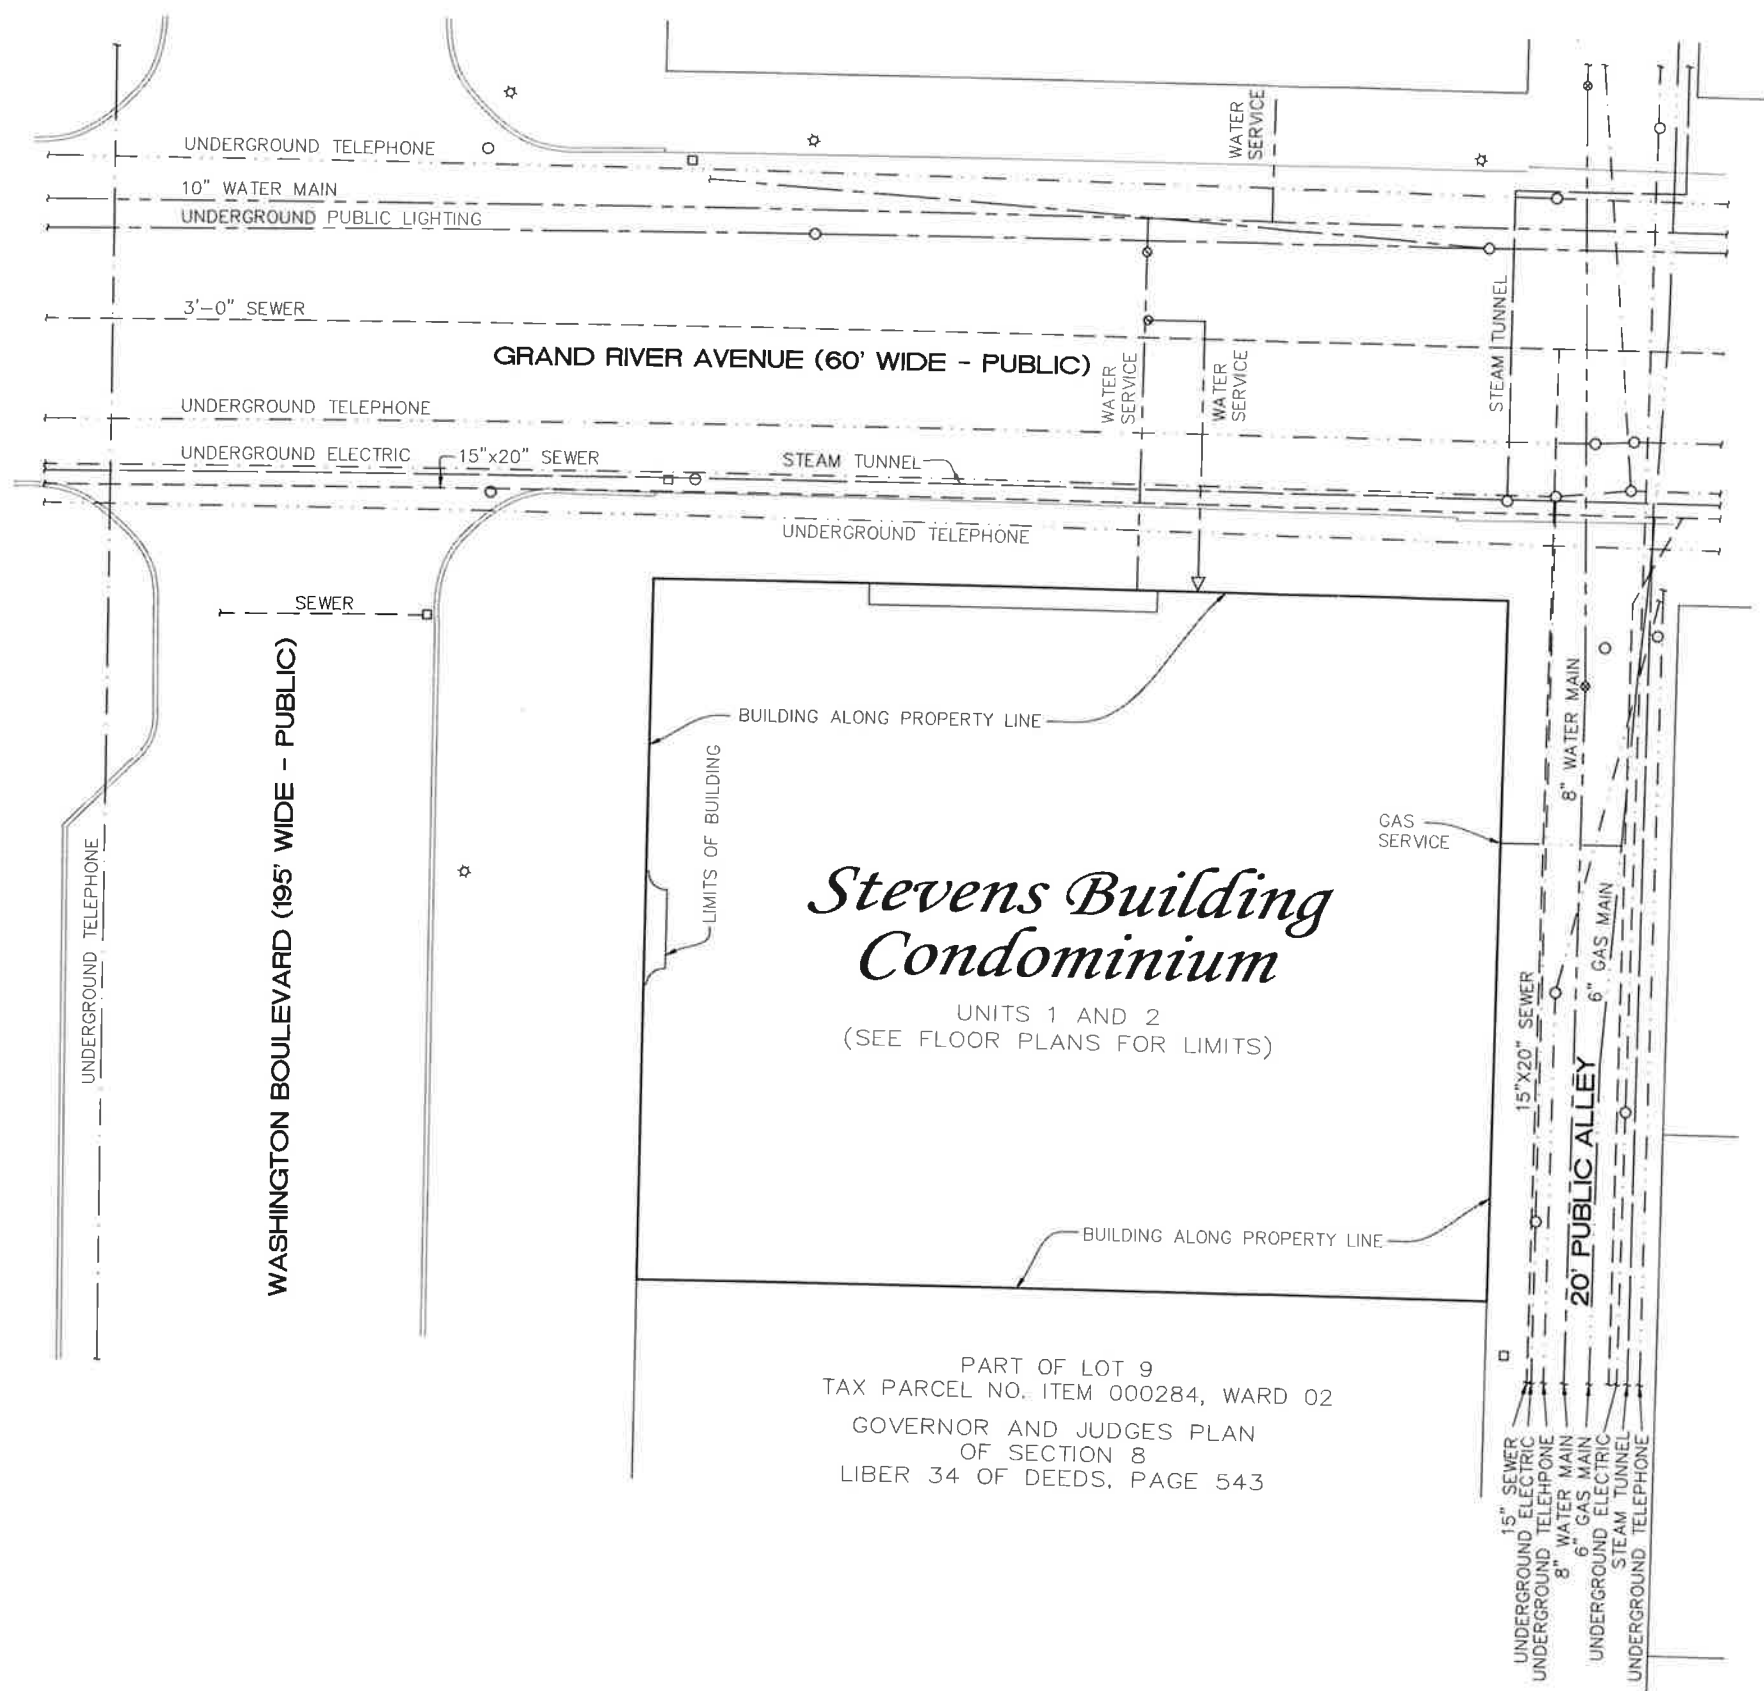 UNDERGROUND TELEPHONE
10" WATER MAIN
UNDERGROUND PUBLIC LIGHTING
WATER
SERVICE
3'-0" SEWER
GRAND RIVER AVENUE (60' WIDE - PUBLIC)
WATER
SERVICE
WATER
SERVICE
STEAM TUNNEL
UNDERGROUND TELEPHONE
UNDERGROUND ELECTRIC
15"x20" SEWER
STEAM TUNNEL
UNDERGROUND TELEPHONE
SEWER
WASHINGTON BOULEVARD (195' WIDE - PUBLIC)
UNDERGROUND TELEPHONE
BUILDING ALONG PROPERTY LINE
LIMITS OF BUILDING
8" WATER MAIN
GAS
SERVICE
Stevens Building
Condominium
UNITS 1 AND 2
(SEE FLOOR PLANS FOR LIMITS)
6" GAS MAIN
15"X20" SEWER
20' PUBLIC ALLEY
BUILDING ALONG PROPERTY LINE
PART OF LOT 9
TAX PARCEL NO. ITEM 000284, WARD 02
GOVERNOR AND JUDGES PLAN
OF SECTION 8
LIBER 34 OF DEEDS, PAGE 543
15" SEWER
UNDERGROUND ELECTRIC
UNDERGROUND TELEHPONE
8" WATER MAIN
6" GAS MAIN
UNDERGROUND ELECTRIC
STEAM TUNNEL
UNDERGROUND TELEPHONE